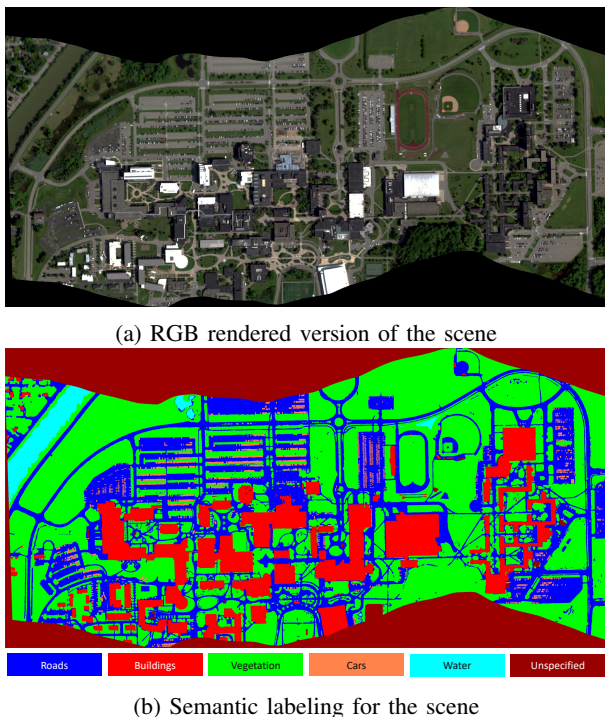 (a) RGB rendered version of the scene
Roads Buildings Vegetation Cars Water Unspecified
(b) Semantic labeling for the scene